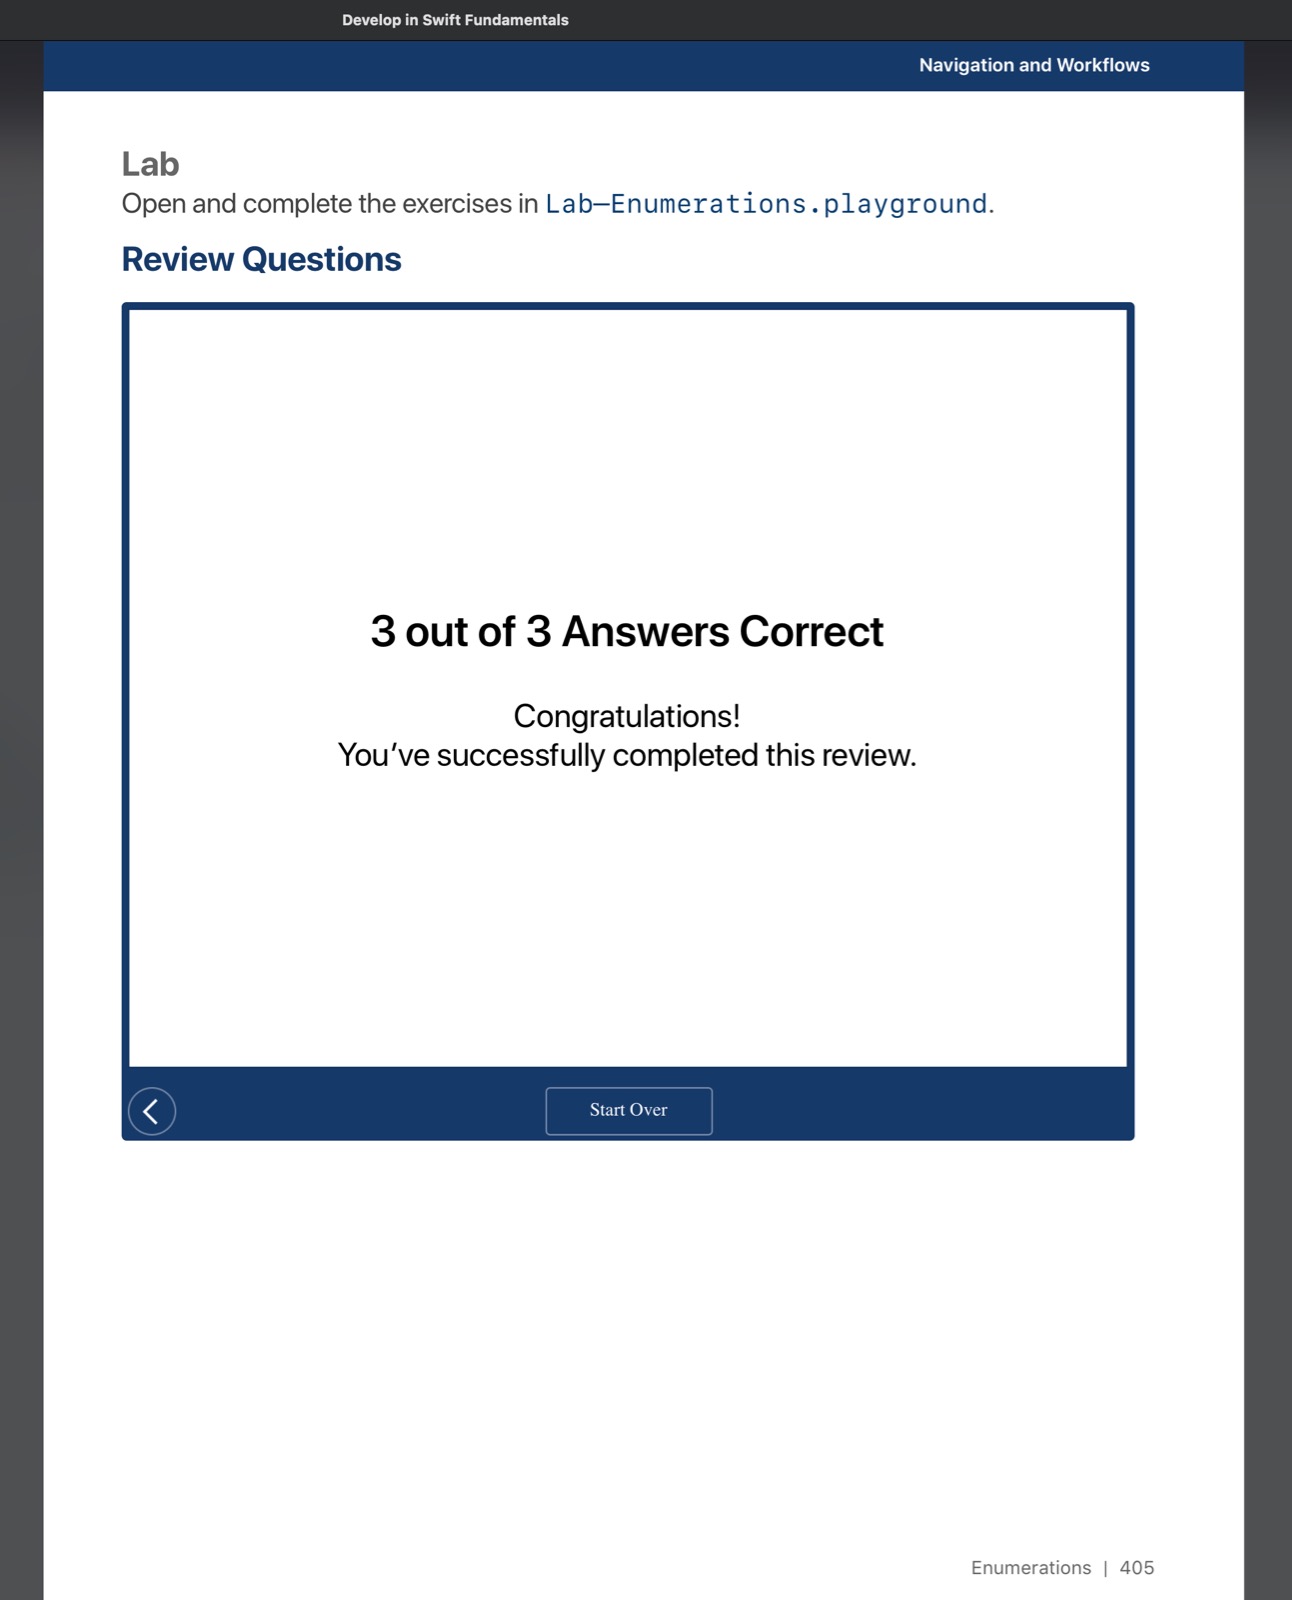 Develop in Swift Fundamentals
Navigation and Workflows
Lab
Open and complete the exercises in Lab—Enumerations.playground.
Review Questions
3 out of 3 Answers Correct
Congratulations!
You’ve successfully completed this review.
Start Over
Enumerations | 405